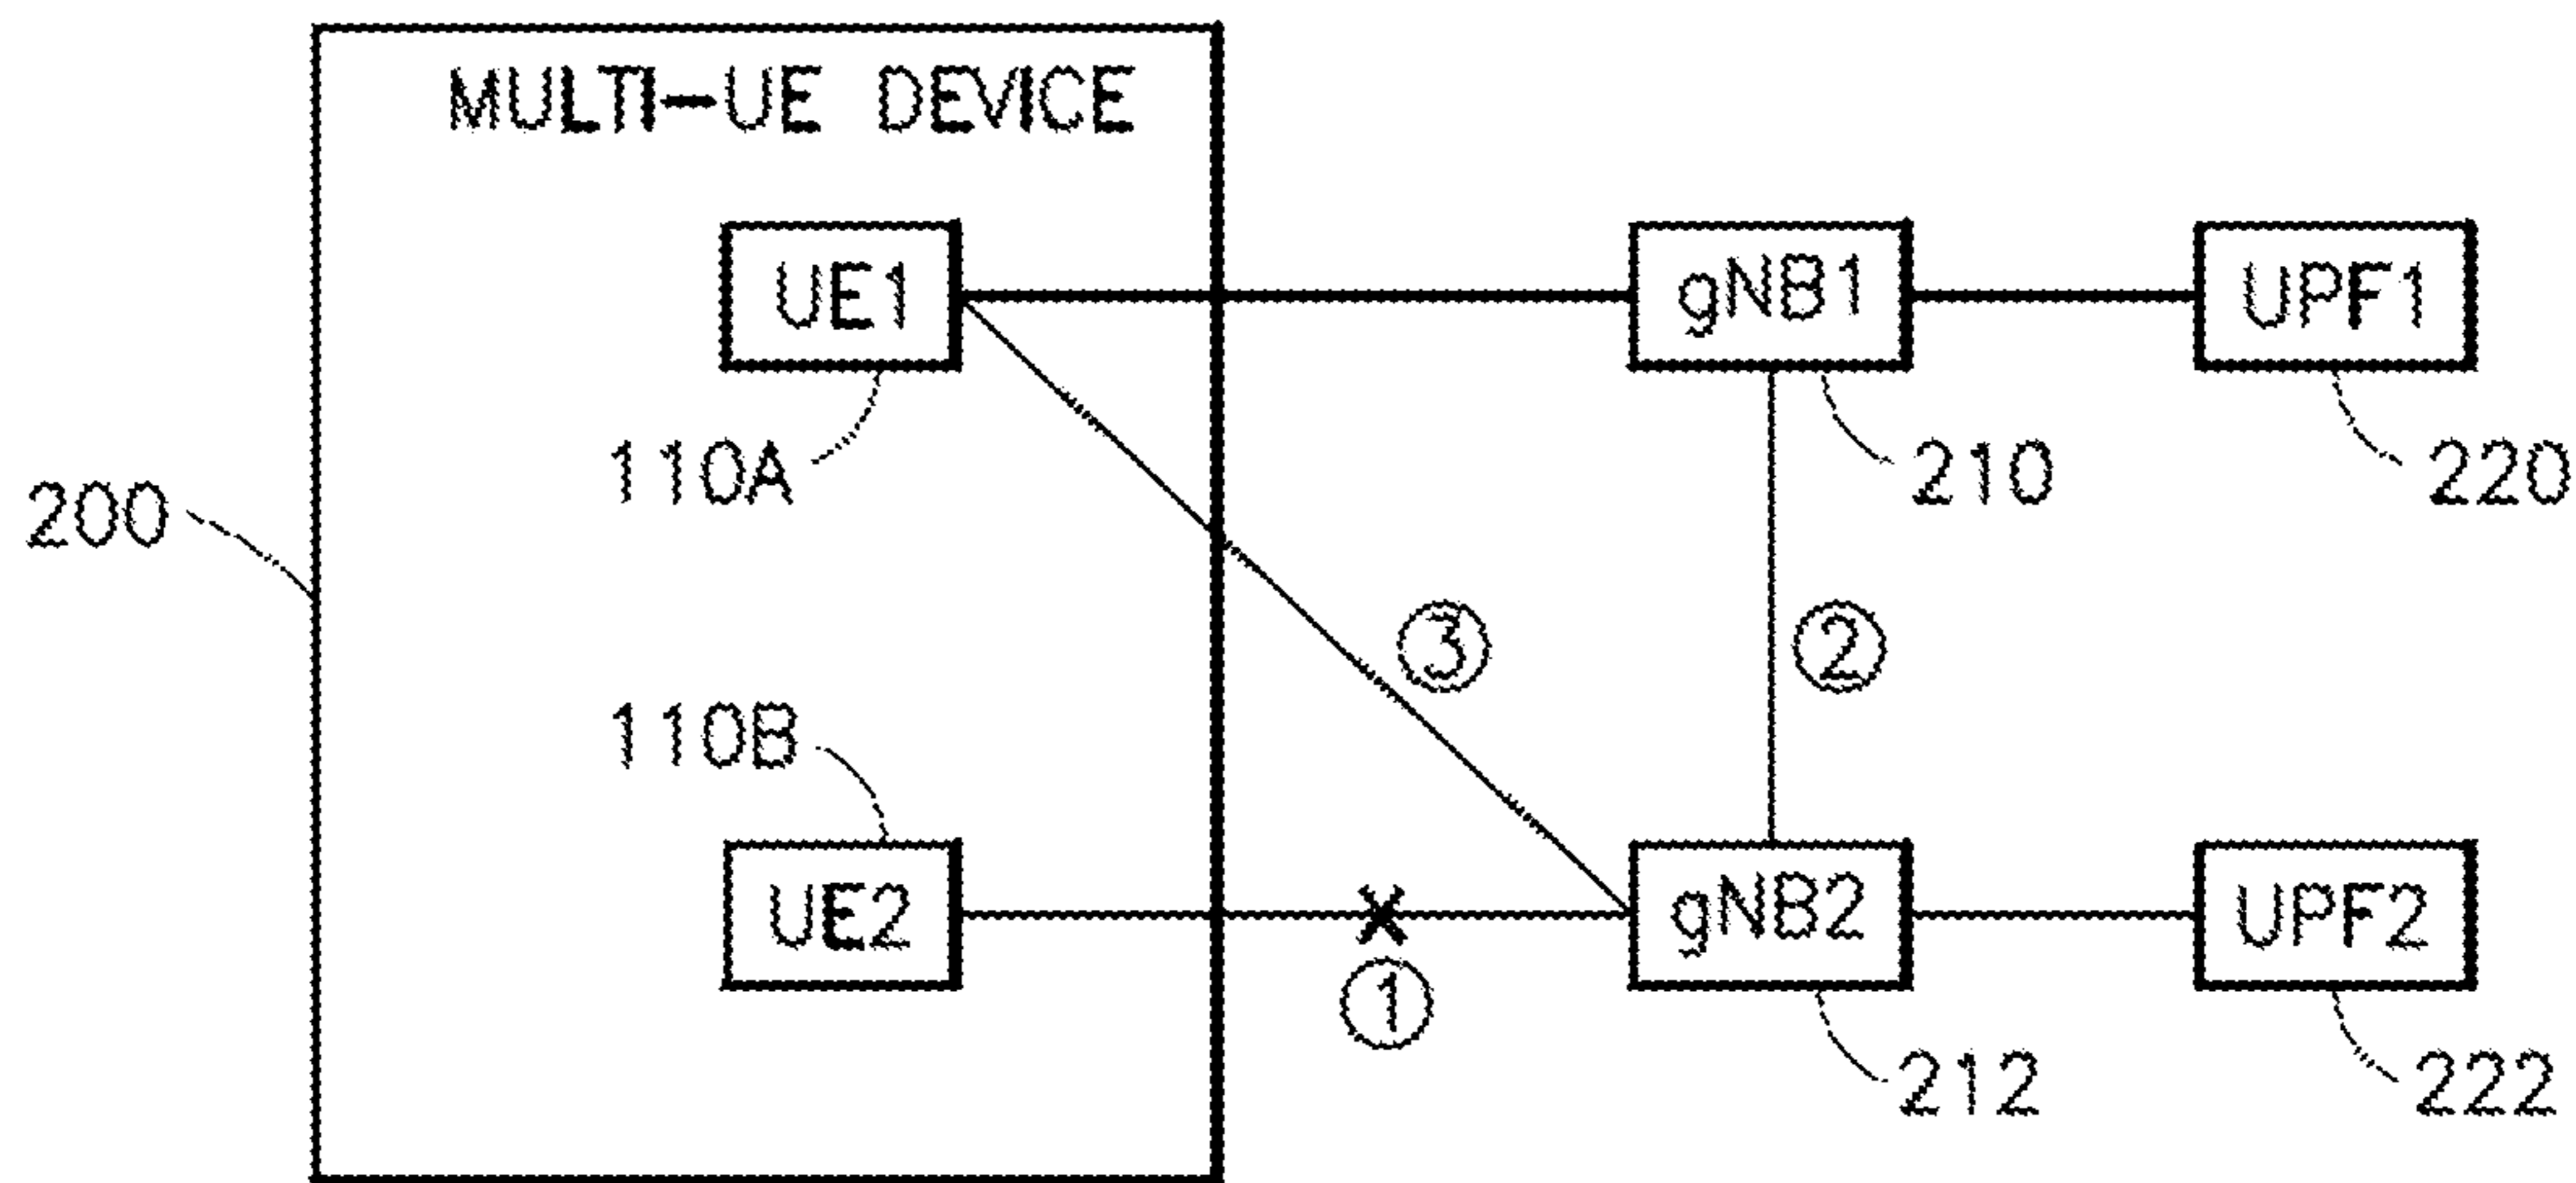 MULTI-UE DEVICE
UE1
gNB1
UPF1
110A
210
220
200
③
②
110B
UE2
gNB2
UPF2
①
212
222